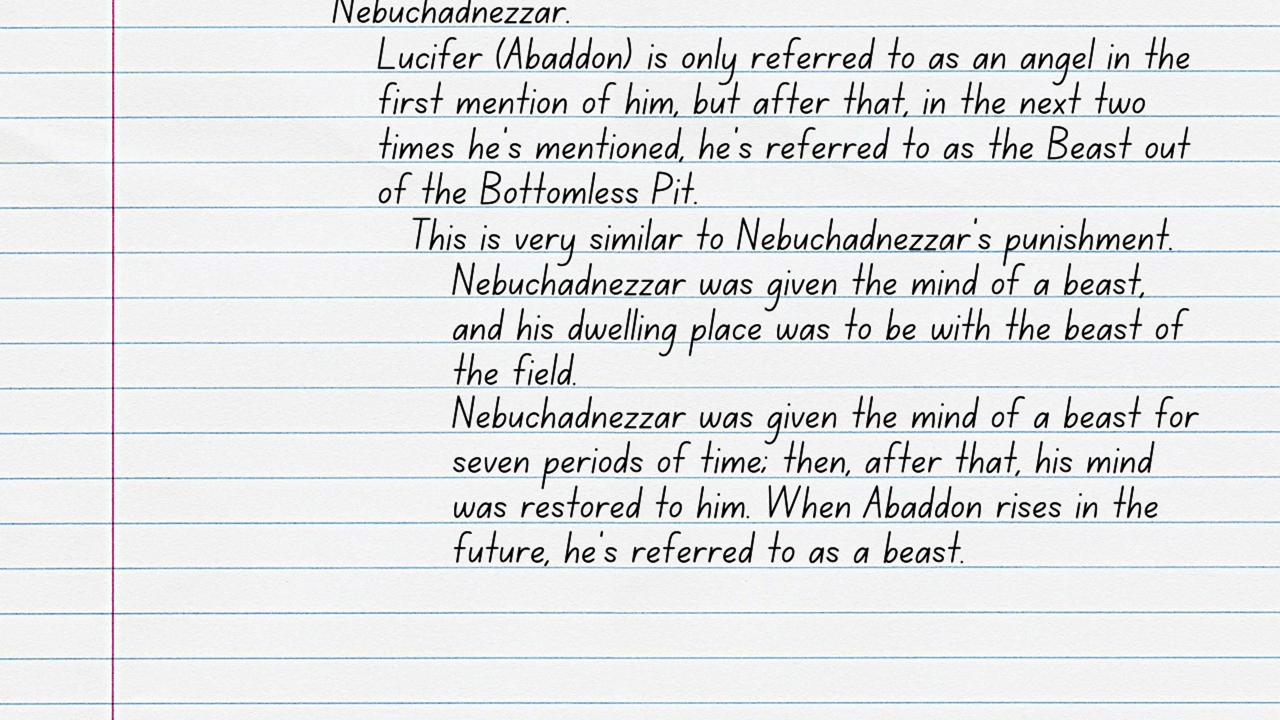 Nebuchadnezzar.
Lucifer (Abaddon) is only referred to as an angel in the
first mention of him, but after that, in the next two
times he's mentioned, he's referred to as the Beast out
of the Bottomless Pit.
This is very similar to Nebuchadnezzar's punishment.
Nebuchadnezzar was given the mind of a beast,
and his dwelling place was to be with the beast of
the field.
Nebuchadnezzar was given the mind of a beast for
seven periods of time; then, after that, his mind
was restored to him. When Abaddon rises in the
future, he's referred to as a beast.